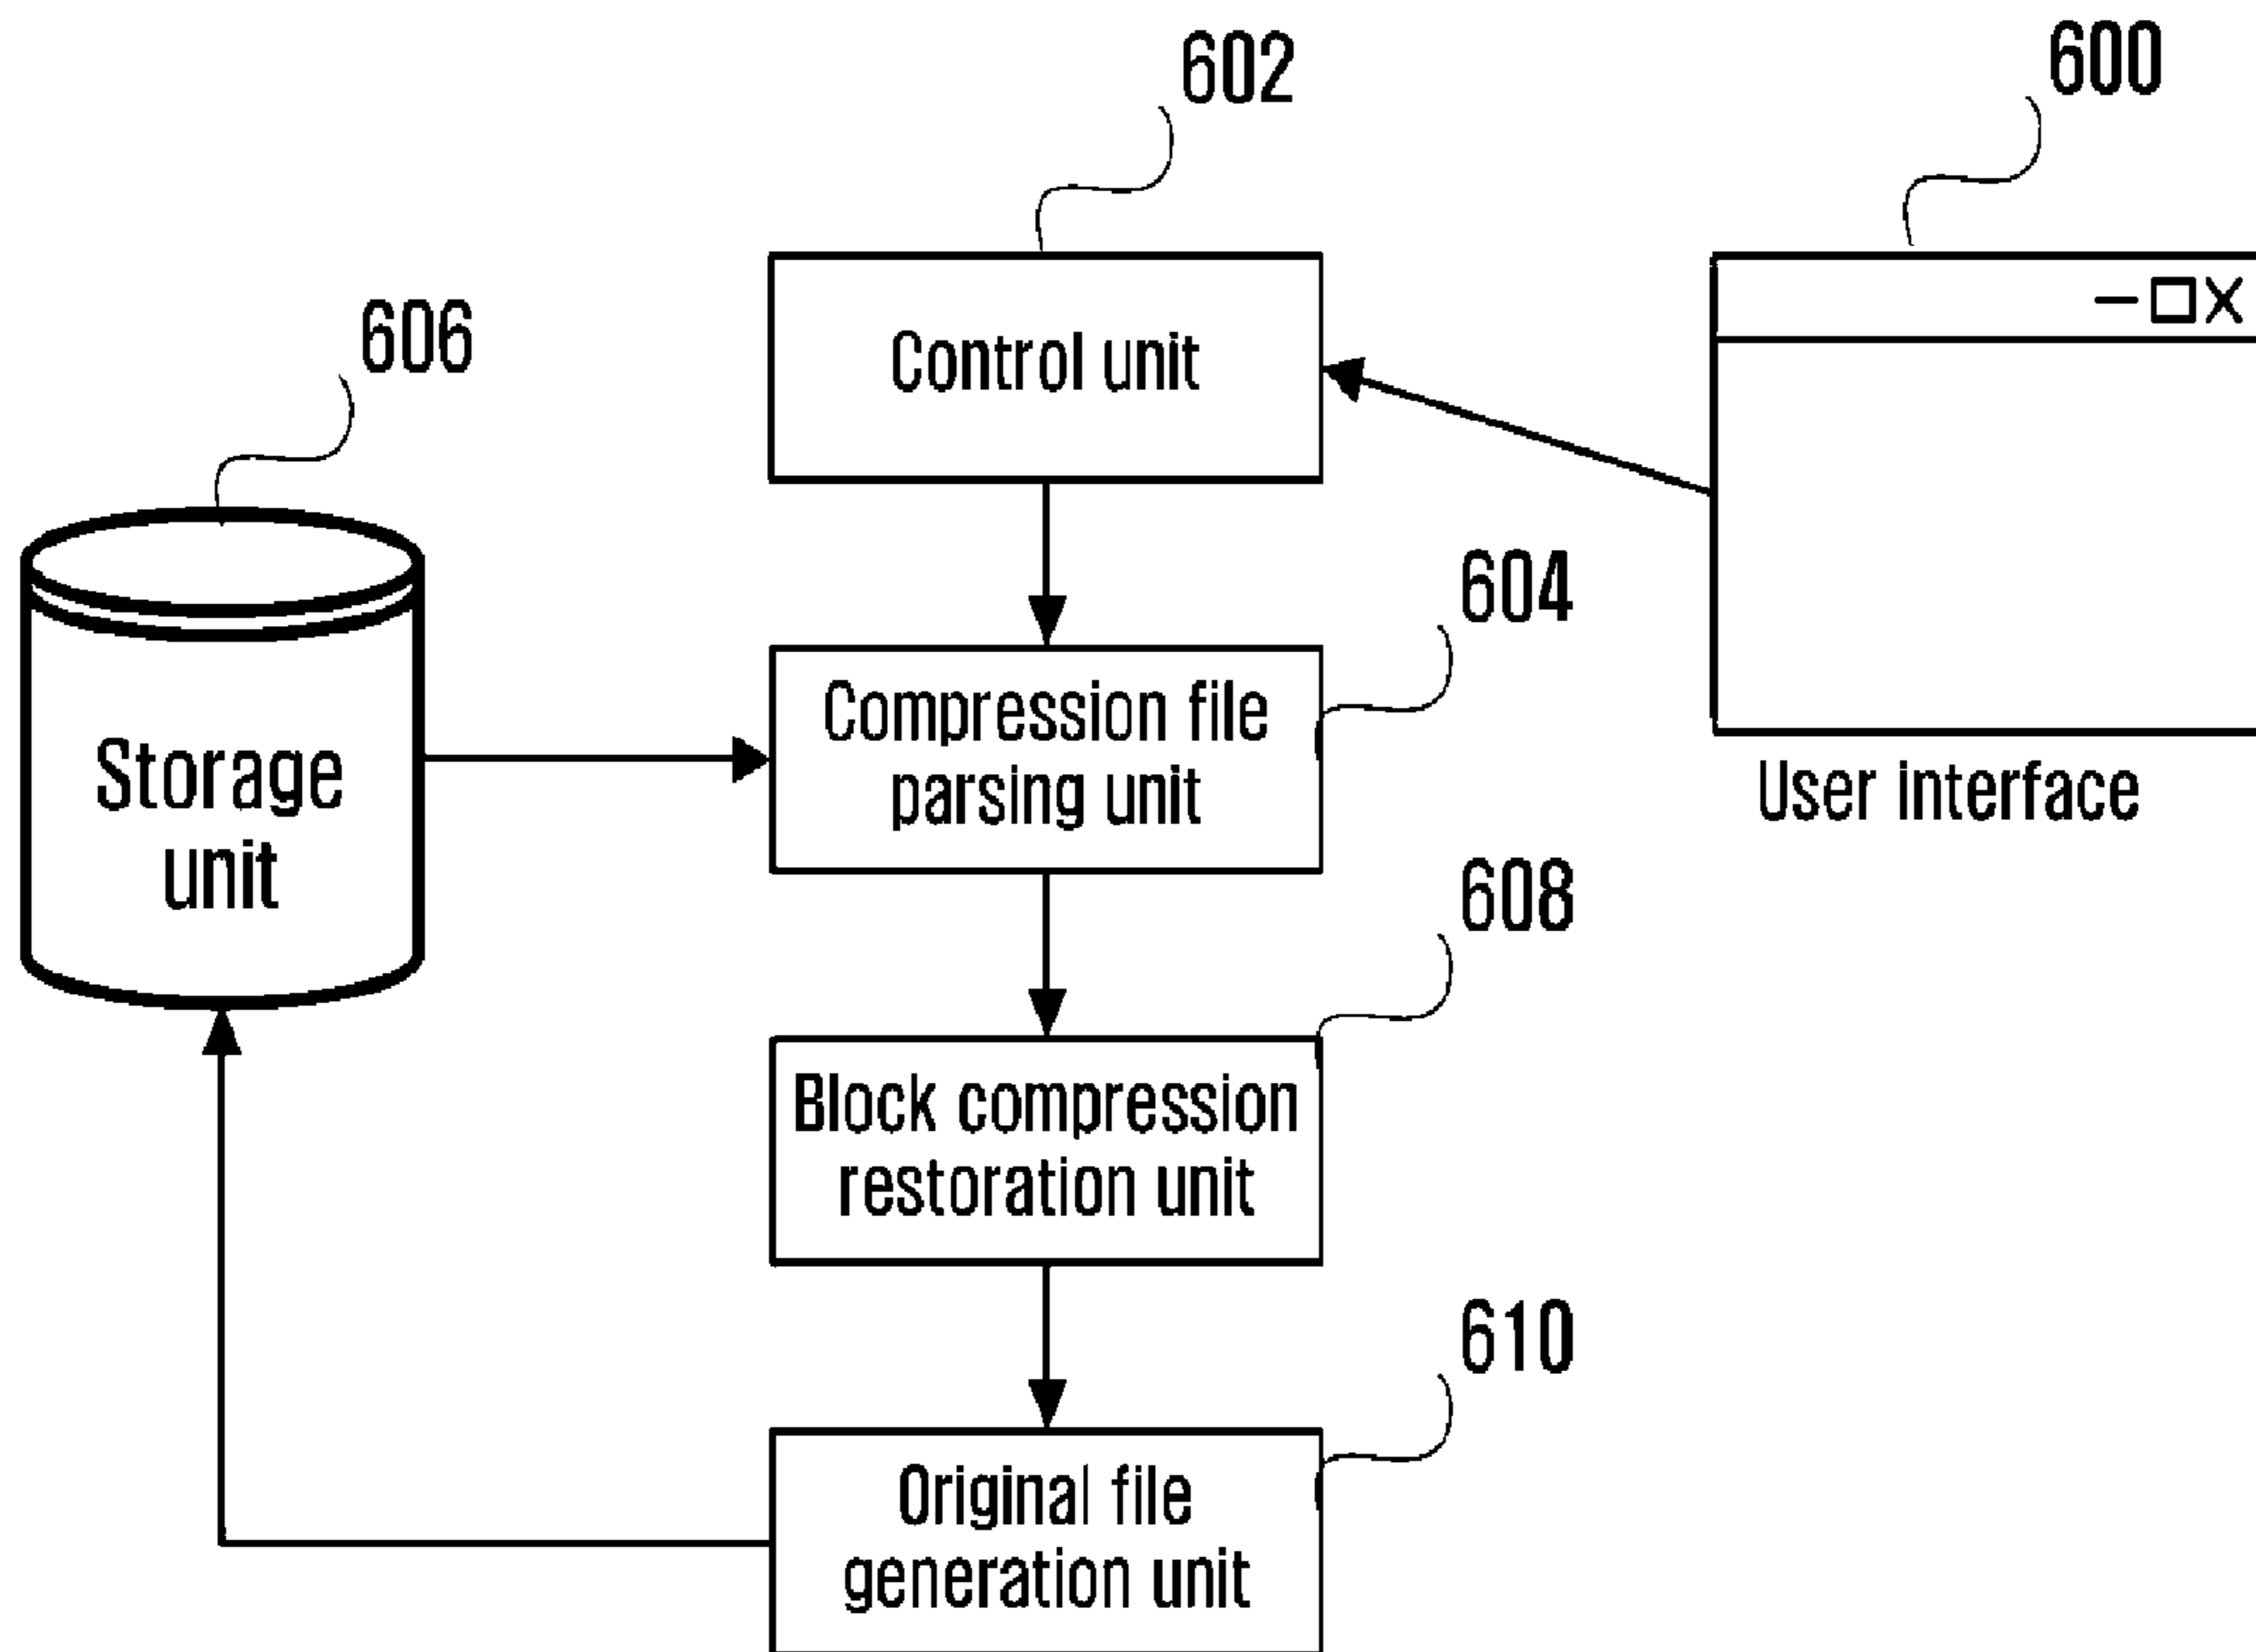 602
600
606
Control unit
604
Compression file
parsing unit
Storage
unit
User interface
608
Block compression
restoration unit
610
Original file
generation unit